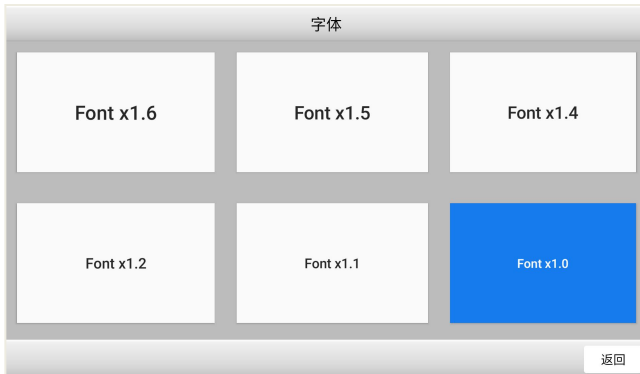 字体
Font x1.6
Font x1.5
Font x1.4
Font x1.2
Font x1.1
Font x1.0
返回